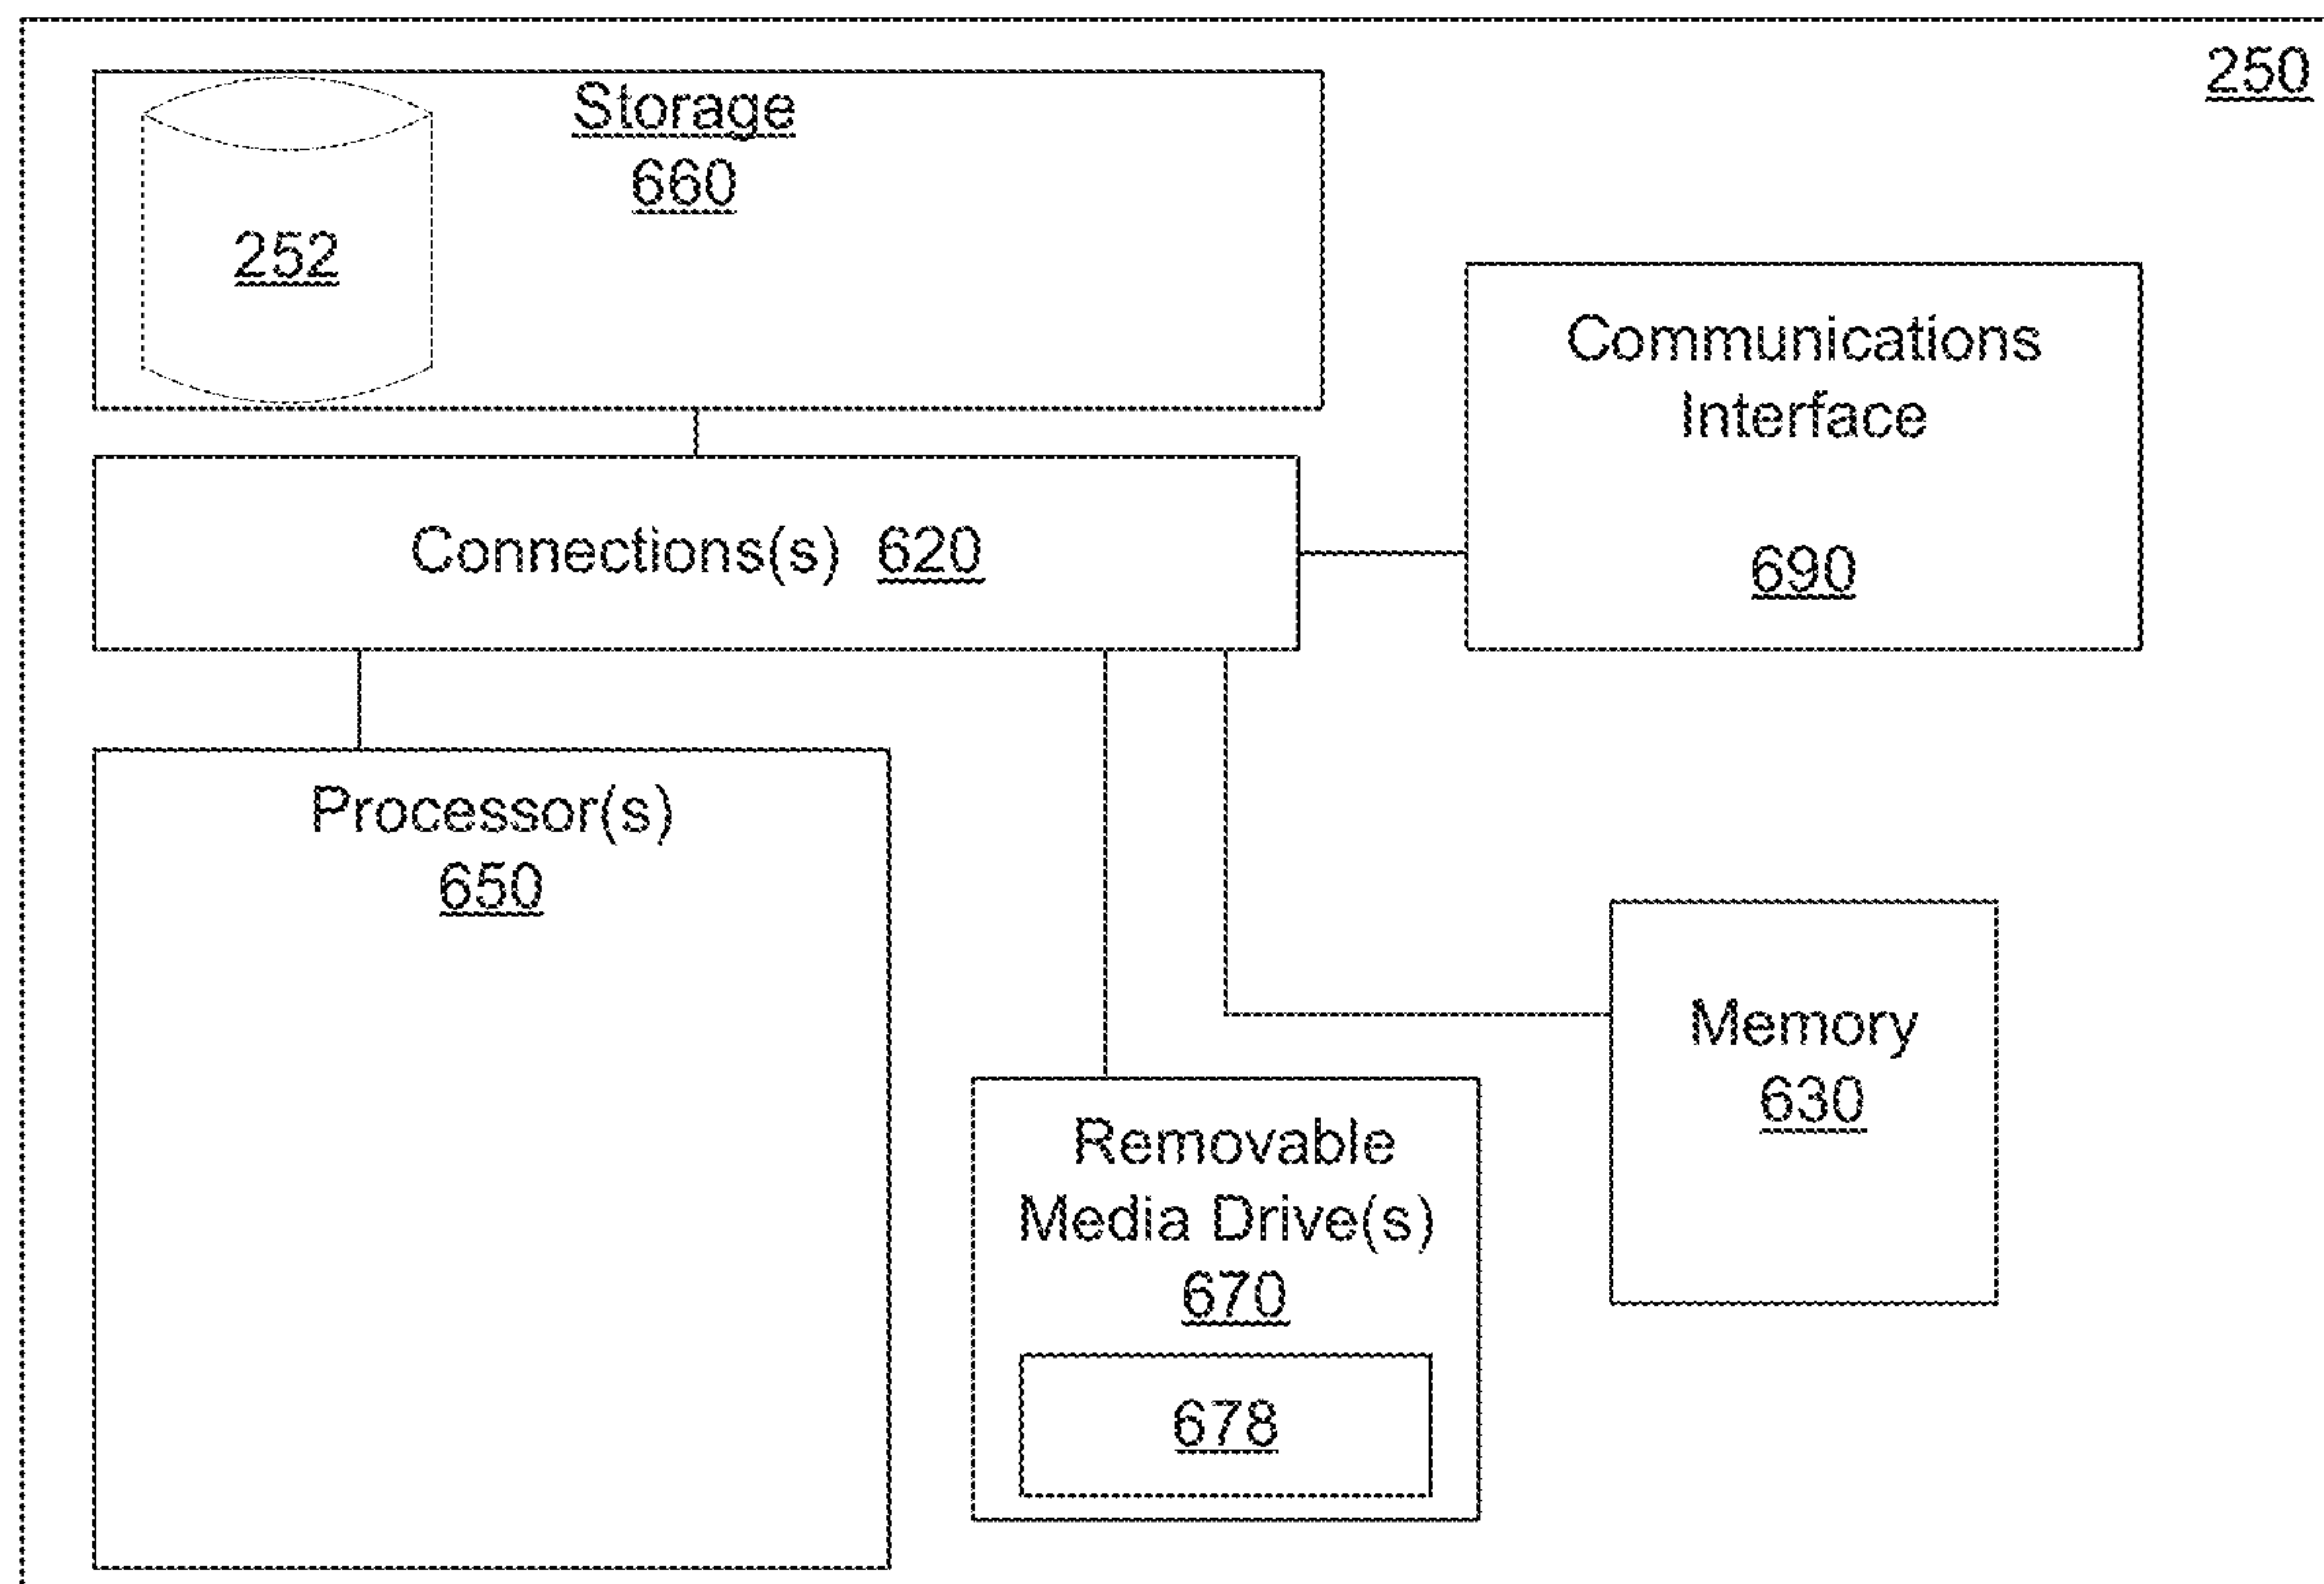 250
Storage
660
252
Communications
Interface
690
Connections(s) 620
Processor(s)
650
Memory
630
Removable
Media Drive(s)
670
678